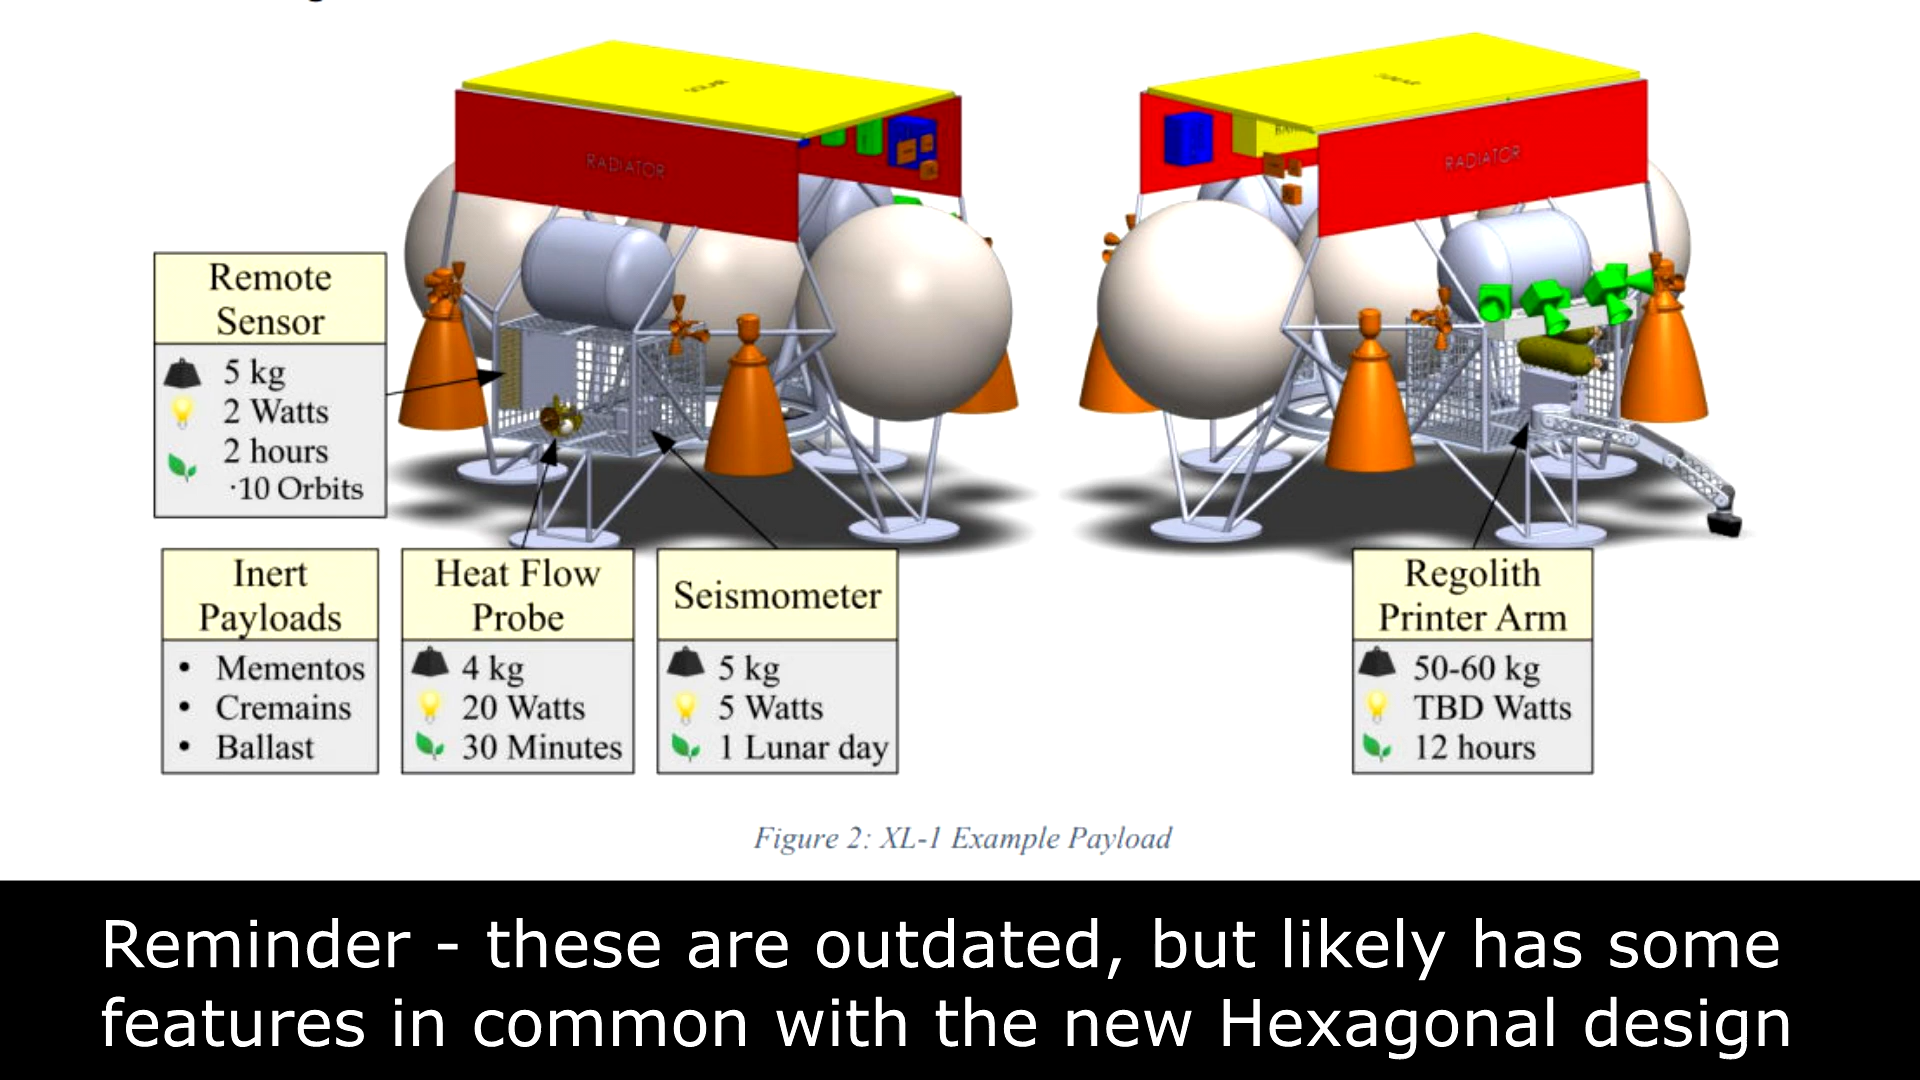 SOLAR
RADIATOR
RADIATOR
Remote
Sensor
5 kg
2 Watts
2 hours
·10 Orbits
Inert
Payloads
• Mementos
• Cremains
• Ballast
Heat Flow
Probe
4 kg
20 Watts
30 Minutes
Seismometer
5 kg
5 Watts
1 Lunar day
Regolith
Printer Arm
50-60 kg
TBD Watts
12 hours
Figure 2: XL-1 Example Payload
Reminder - these are outdated, but likely has some
features in common with the new Hexagonal design